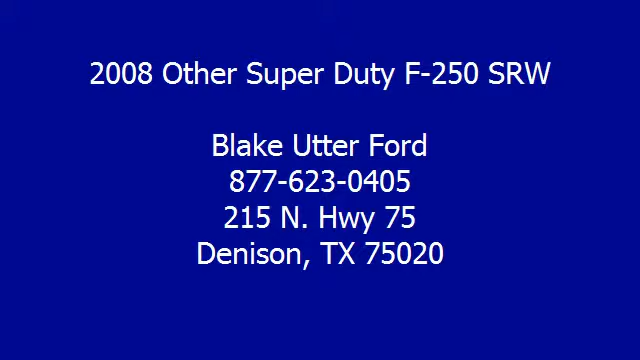 2008 Other Super Duty F-250 SRW
Blake Utter Ford
877-623-0405
215 N. Hwy 75
Denison, TX 75020